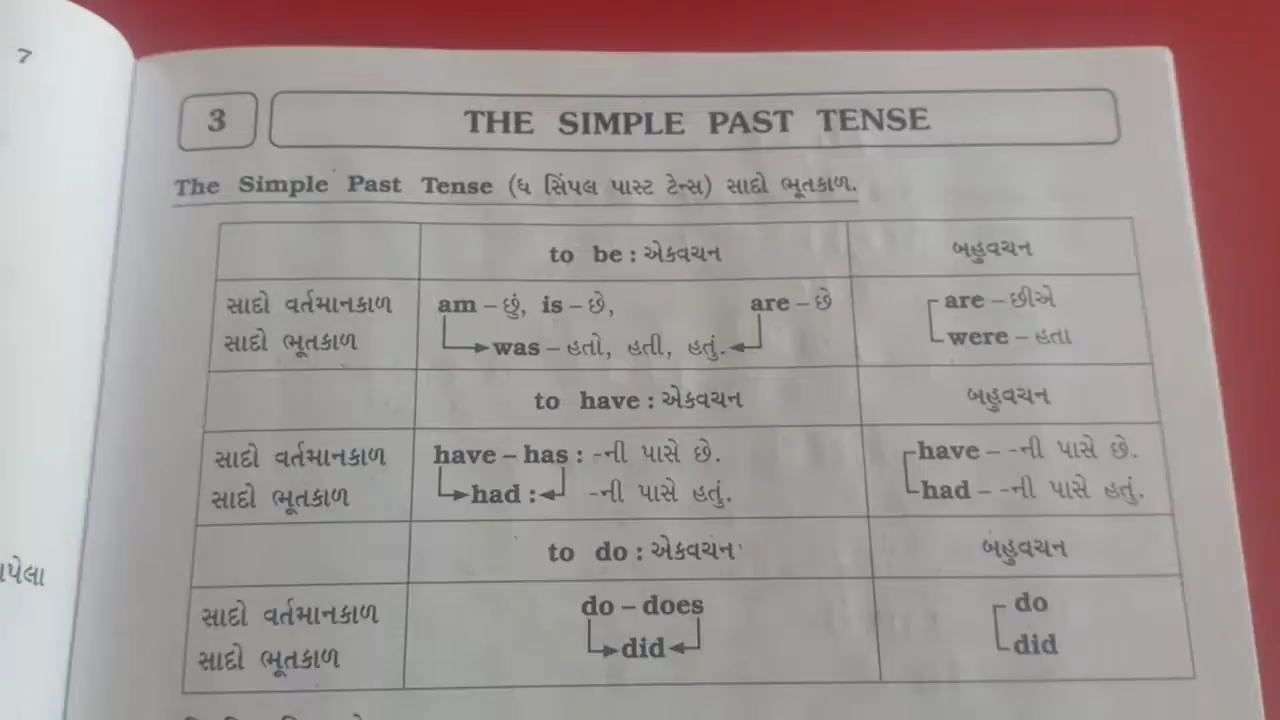 7
3
THE SIMPLE PAST TENSE
The Simple Past Tense (ધ સિંપલ પાસ્ટ ટેન્સ) સાદો ભૂતકાળ.
to be : એકવચન બહુવચન
સાદો વર્તમાનકાળ am – છું, is – છે, are – છે are – છીએ
સાદો ભૂતકાળ was – હતો, હતી, હતું. were – હતા
to have : એકવચન બહુવચન
સાદો વર્તમાનકાળ have – has : -ની પાસે છે. have – -ની પાસે છે.
સાદો ભૂતકાળ had : -ની પાસે હતું. had – -ની પાસે હતું.
to do : એકવચન બહુવચન
સાદો વર્તમાનકાળ do – does do
સાદો ભૂતકાળ did did